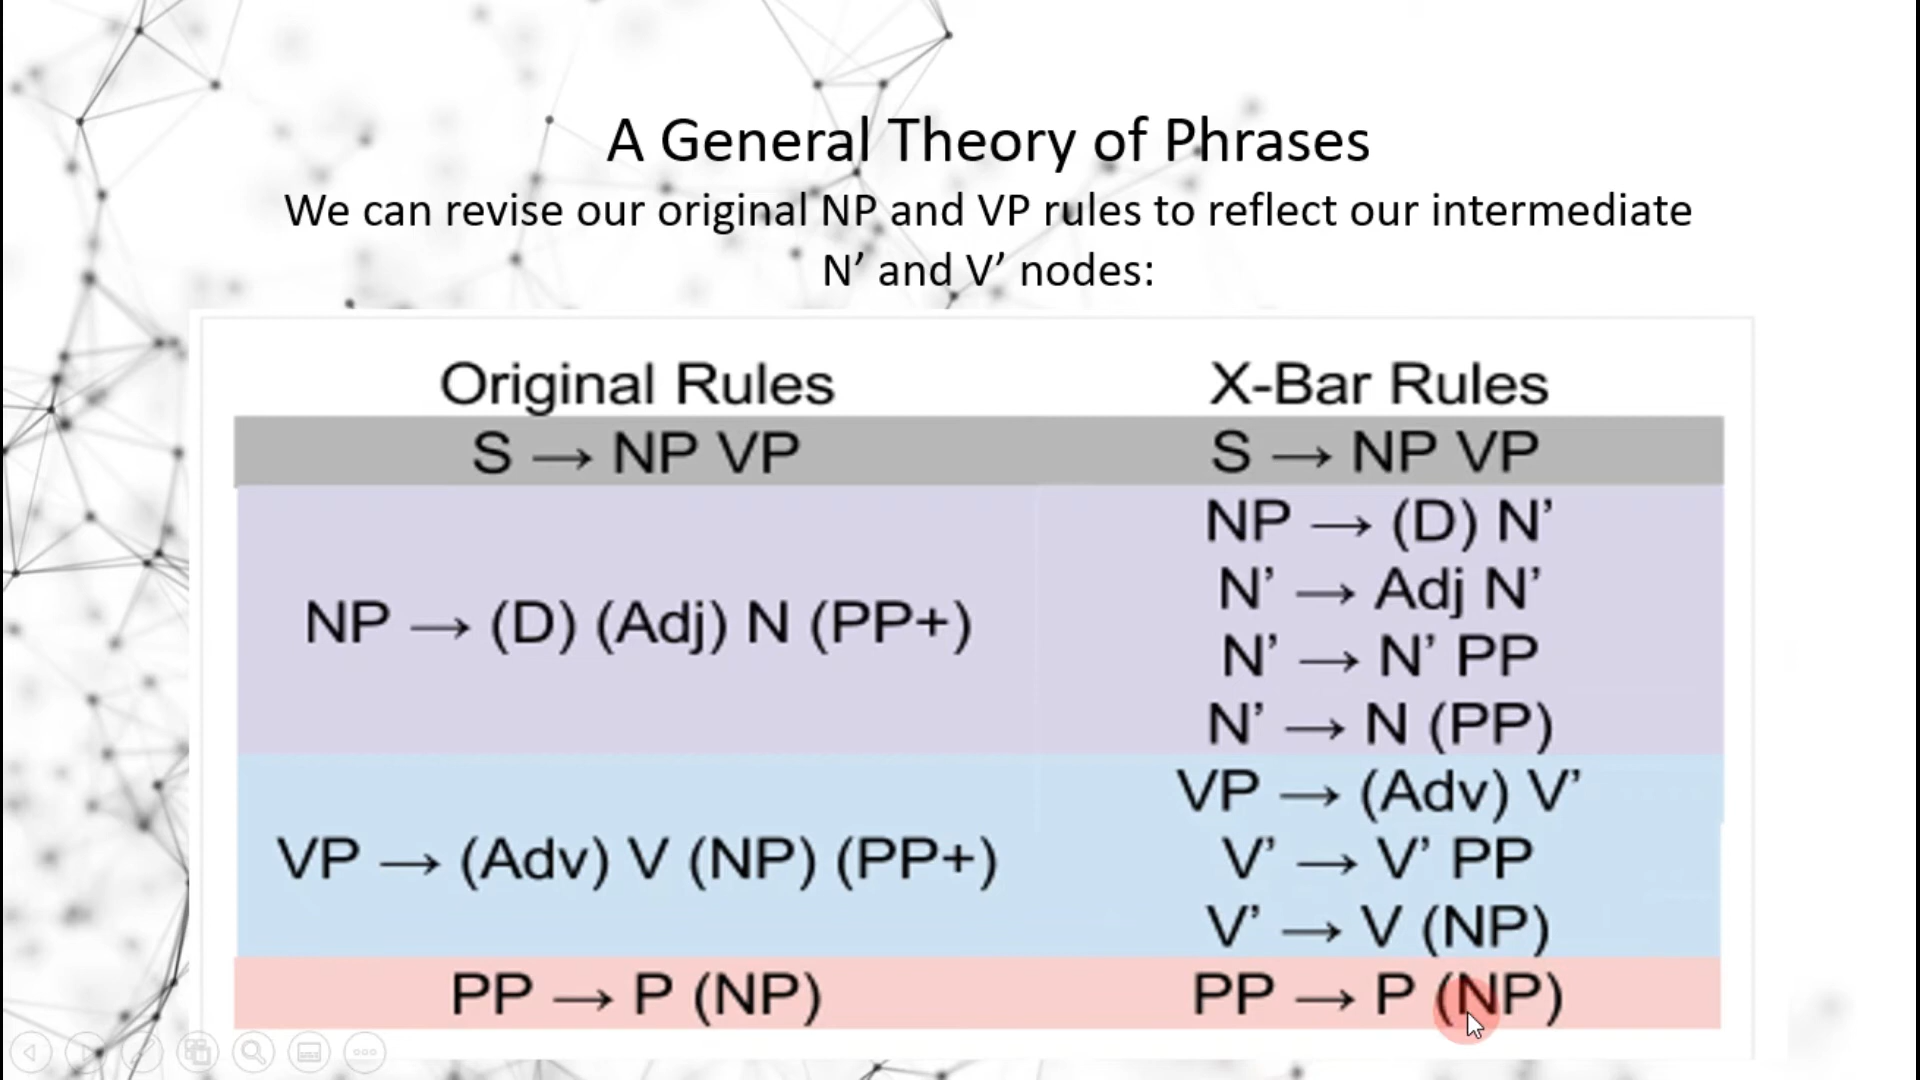 A General Theory of Phrases
We can revise our original NP and VP rules to reflect our intermediate
N’ and V’ nodes:
Original Rules
X-Bar Rules
S → NP VP
S → NP VP
NP → (D) (Adj) N (PP+)
NP → (D) N’
N’ → Adj N’
N’ → N’ PP
N’ → N (PP)
VP → (Adv) V (NP) (PP+)
VP → (Adv) V’
V’ → V’ PP
V’ → V (NP)
PP → P (NP)
PP → P (NP)